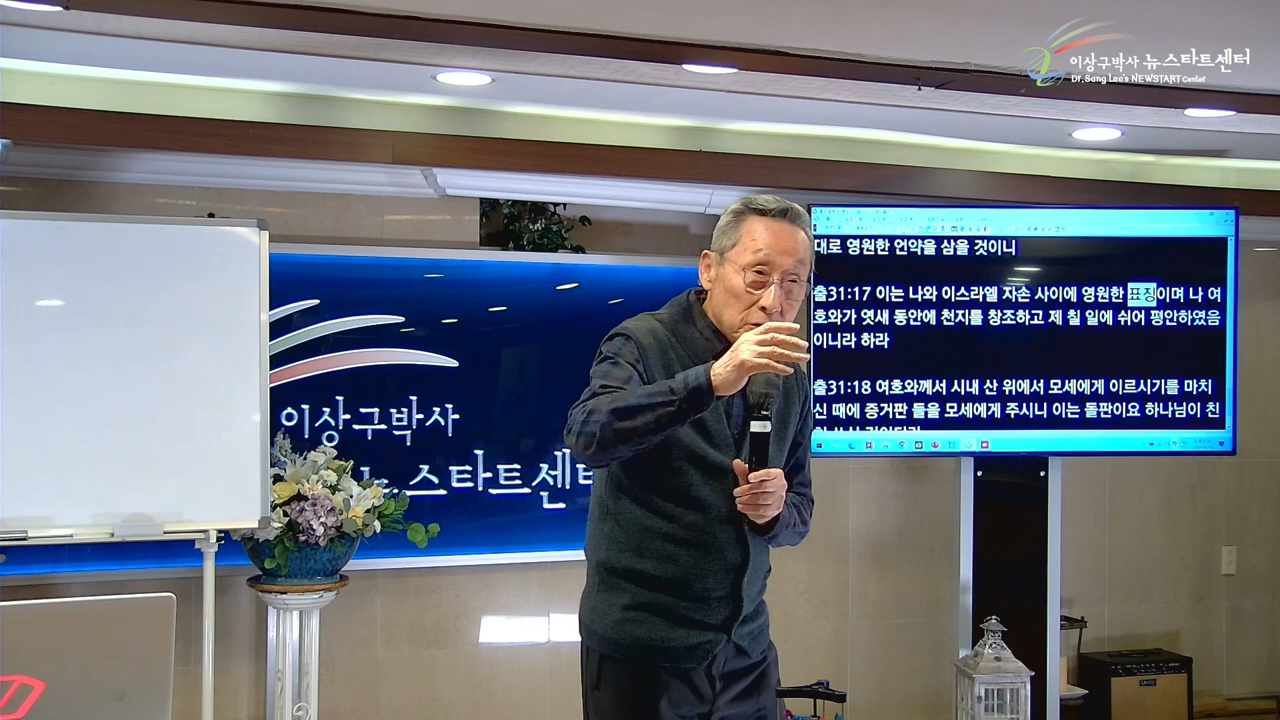 이상구박사 뉴스타트센터
Dr. Sang Lee's NEWSTART Center
대로 영원한 언약을 삼을 것이니
출31:17 이는 나와 이스라엘 자손 사이에 영원한 표징이며 나 여
호와가 엿새 동안에 천지를 창조하고 제 칠 일에 쉬어 평안하였음
이니라 하라
출31:18 여호와께서 시내 산 위에서 모세에게 이르시기를 마치
신 때에 증거판 둘을 모세에게 주시니 이는 돌판이요 하나님이 친
이상구박사
뉴스타트센터